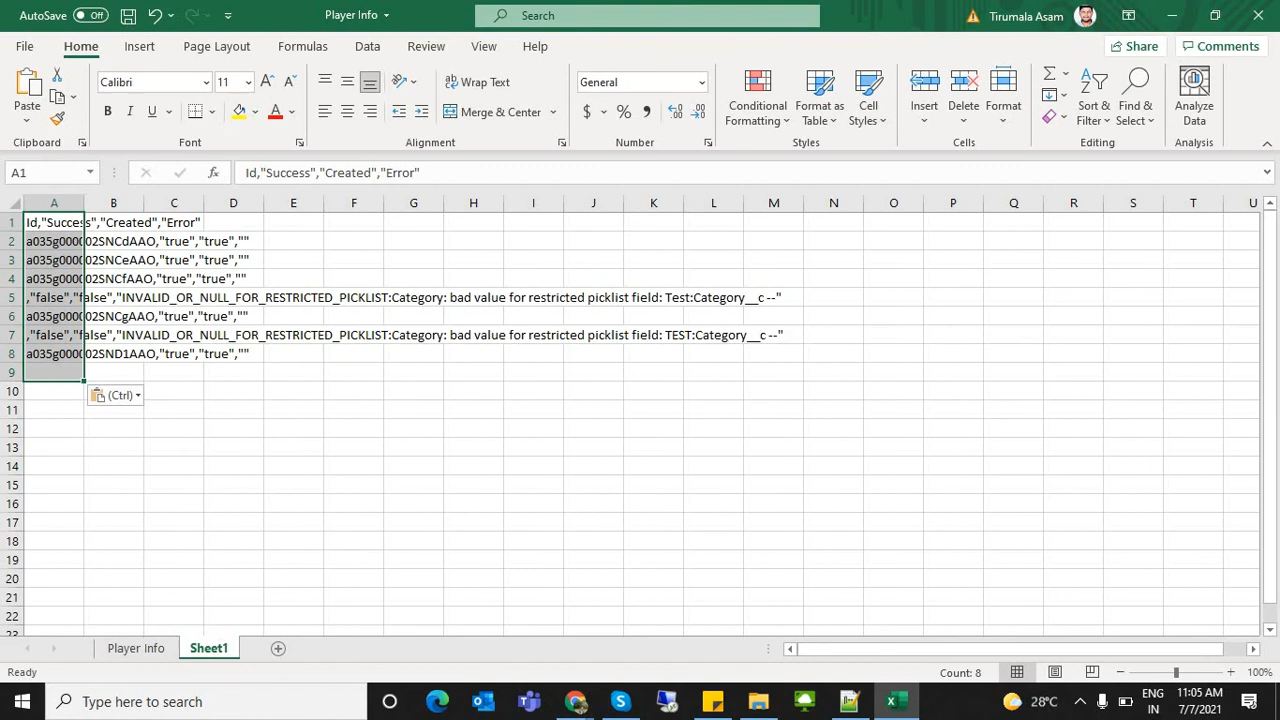 AutoSave Off Player Info Search Tirumala Asam
File Home Insert Page Layout Formulas Data Review View Help Share Comments
Paste Calibri 11 A^ A˅ Wrap Text General Conditional Formatting Format as Table Cell Styles Insert Delete Format Sort & Filter Find & Select Analyze Data
B I U A Merge & Center $ % ,
Clipboard Font Alignment Number Styles Cells Editing Analysis
A1 fx Id,"Success","Created","Error"
A B C D E F G H I J K L M N O P Q R S T U
1 Id,"Success","Created","Error"
2 a035g000002SNCdAAO,"true","true",""
3 a035g000002SNCeAAO,"true","true",""
4 a035g000002SNCfAAO,"true","true",""
5 ,"false","false","INVALID_OR_NULL_FOR_RESTRICTED_PICKLIST:Category: bad value for restricted picklist field: Test:Category__c --"
6 a035g000002SNCgAAO,"true","true",""
7 ,"false","false","INVALID_OR_NULL_FOR_RESTRICTED_PICKLIST:Category: bad value for restricted picklist field: TEST:Category__c --"
8 a035g000002SND1AAO,"true","true",""
9
10 (Ctrl)
11
12
13
14
15
16
17
18
19
20
21
22
23
Player Info Sheet1
Ready Count: 8 100%
Type here to search 28°C ENG IN 11:05 AM 7/7/2021